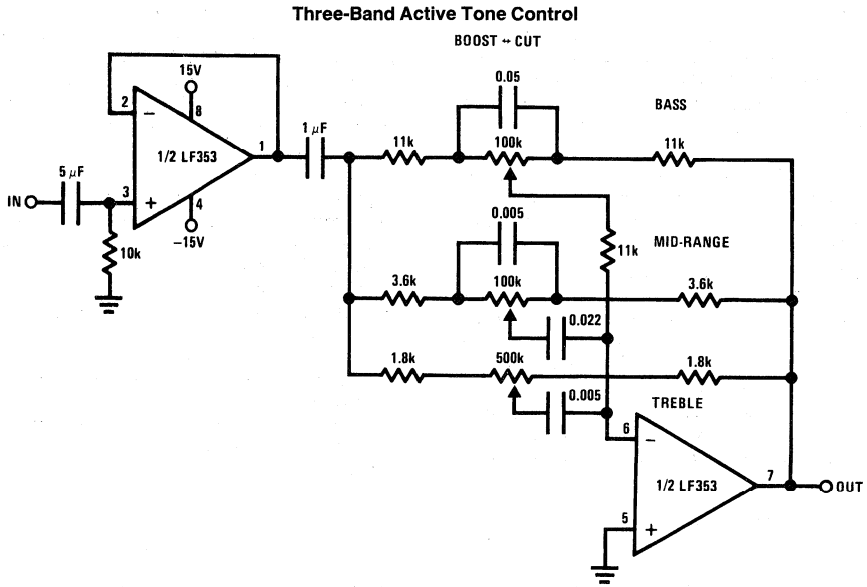 Three-Band Active Tone Control
BOOST ↔ CUT
15V
0.05
BASS
2
−
8
1/2 LF353
1
1 µF
11k
100k
11k
5 µF
IN
3
+
4
−15V
10k
0.005
11k
MID-RANGE
3.6k
100k
3.6k
0.022
1.8k
500k
1.8k
0.005
TREBLE
6
−
1/2 LF353
7
OUT
5
+